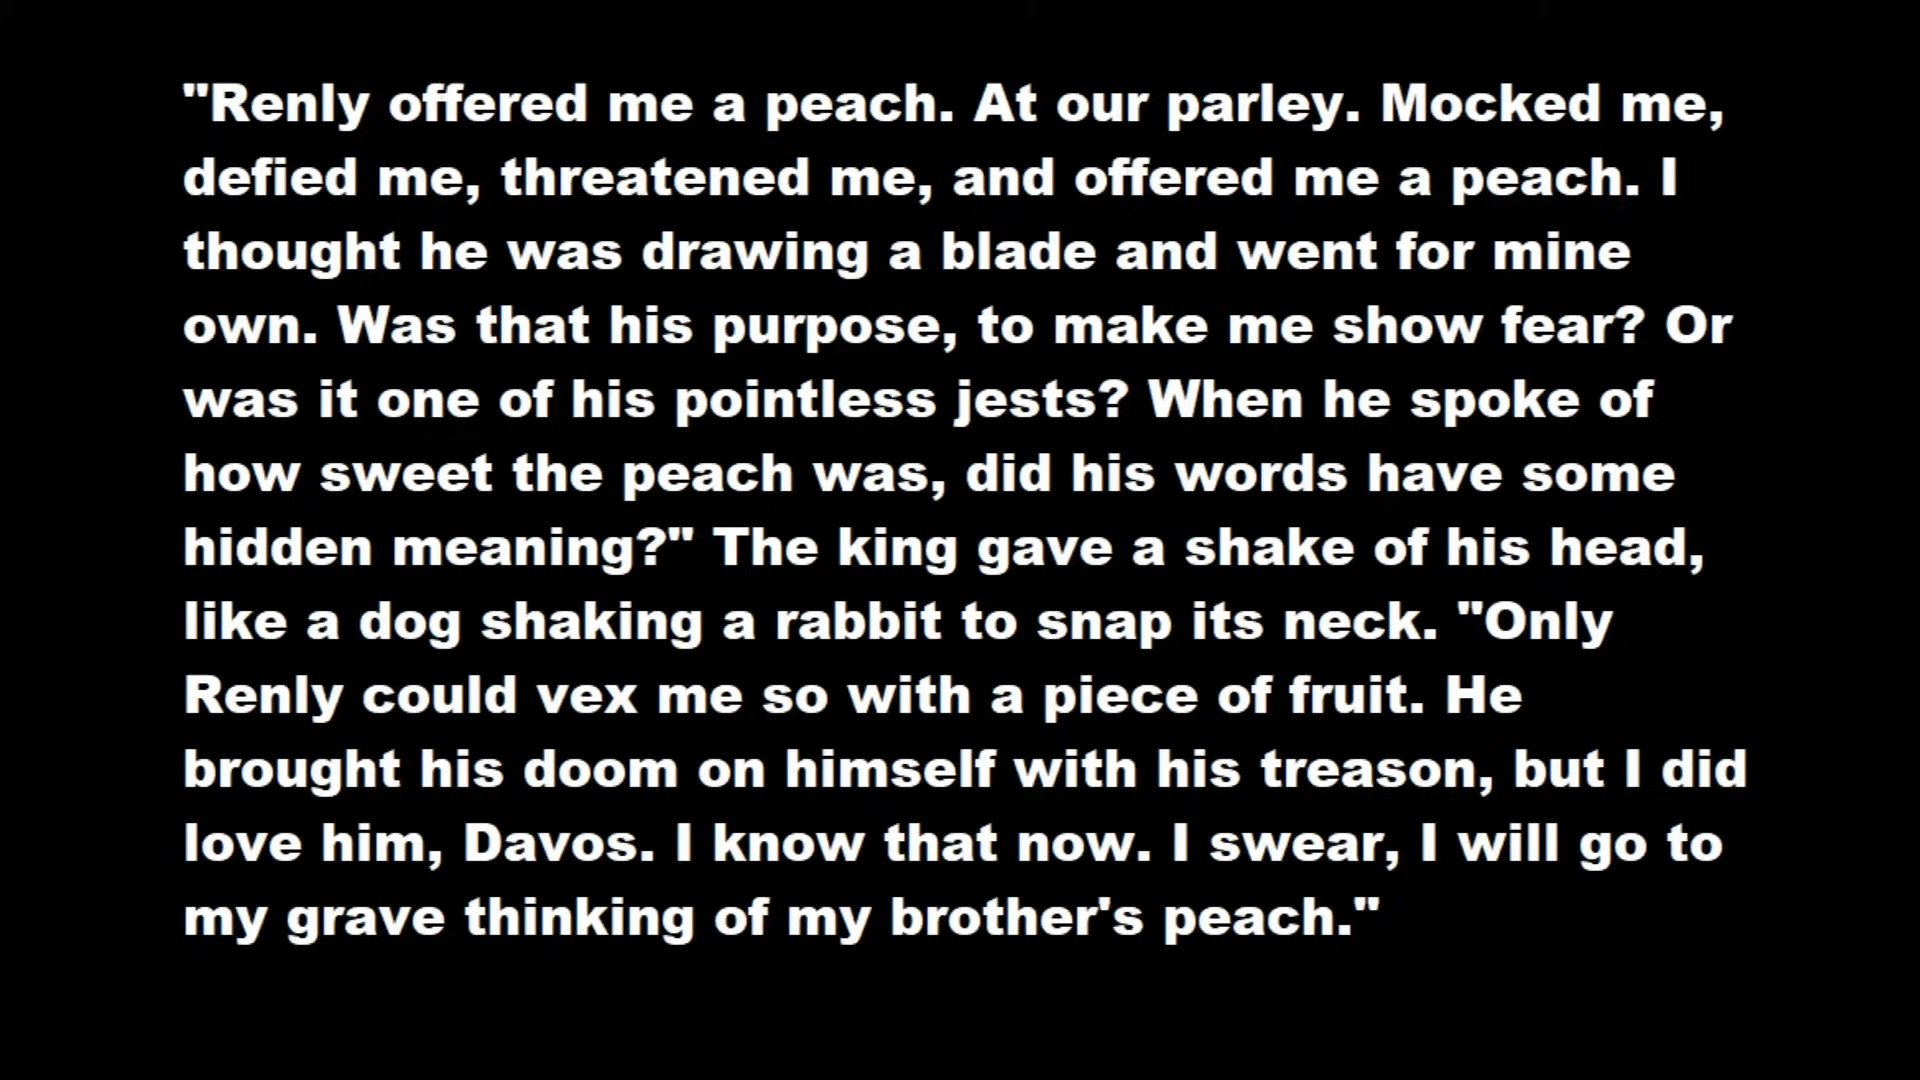 "Renly offered me a peach. At our parley. Mocked me,
defied me, threatened me, and offered me a peach. I
thought he was drawing a blade and went for mine
own. Was that his purpose, to make me show fear? Or
was it one of his pointless jests? When he spoke of
how sweet the peach was, did his words have some
hidden meaning?" The king gave a shake of his head,
like a dog shaking a rabbit to snap its neck. "Only
Renly could vex me so with a piece of fruit. He
brought his doom on himself with his treason, but I did
love him, Davos. I know that now. I swear, I will go to
my grave thinking of my brother's peach."